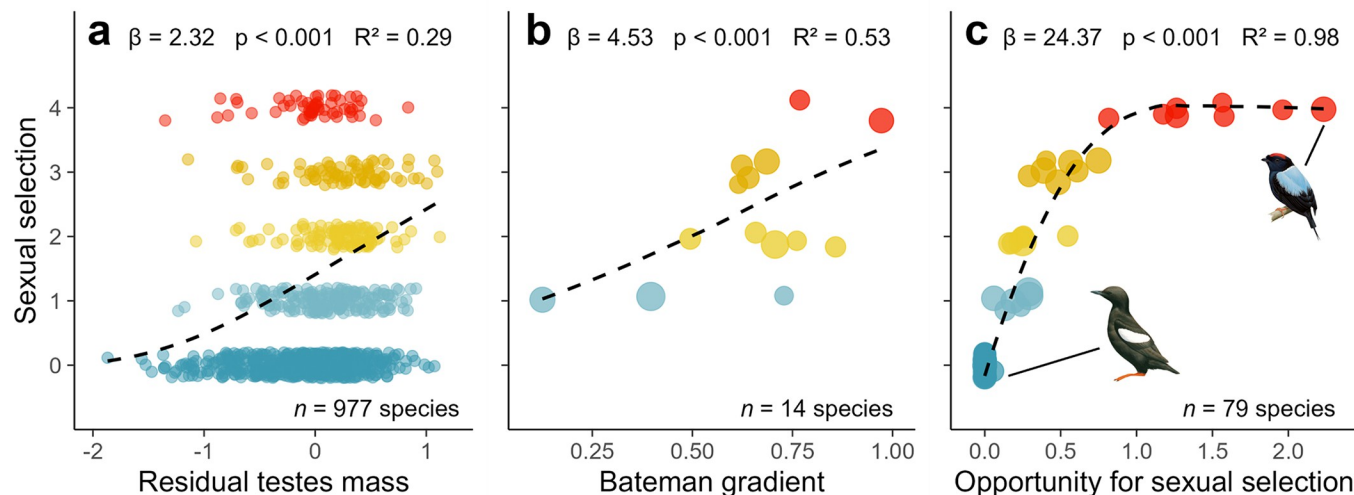 a β = 2.32 p < 0.001 R² = 0.29
b β = 4.53 p < 0.001 R² = 0.53
c β = 24.37 p < 0.001 R² = 0.98
Sexual selection
4
3
2
1
0
n = 977 species
n = 14 species
n = 79 species
-2 -1 0 1
0.25 0.50 0.75 1.00
0.0 0.5 1.0 1.5 2.0
Residual testes mass
Bateman gradient
Opportunity for sexual selection